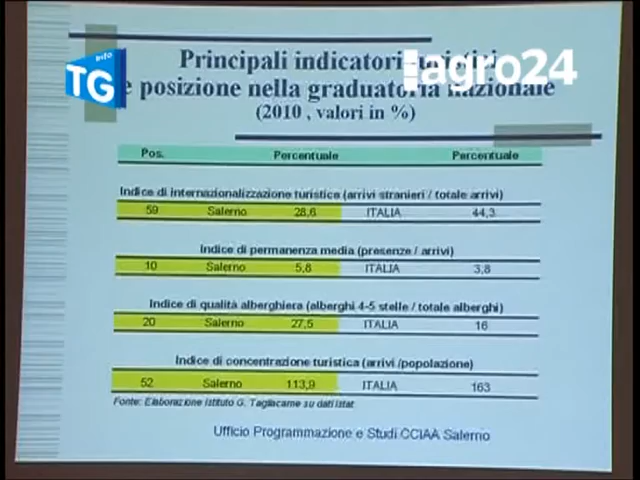 Principali indicatori turistici
e posizione nella graduatoria nazionale
(2010 , valori in %)
info
TG
agro24
Pos. Percentuale Percentuale
Indice di internazionalizzazione turistica (arrivi stranieri / totale arrivi)
59 Salerno 28,6 ITALIA 44,3
Indice di permanenza media (presenze / arrivi)
10 Salerno 5,8 ITALIA 3,8
Indice di qualità alberghiera (alberghi 4-5 stelle / totale alberghi)
20 Salerno 27,5 ITALIA 16
Indice di concentrazione turistica (arrivi /popolazione)
52 Salerno 113,9 ITALIA 163
Fonte: Elaborazione Istituto G. Tagliacarne su dati Istat
Ufficio Programmazione e Studi CCIAA Salerno